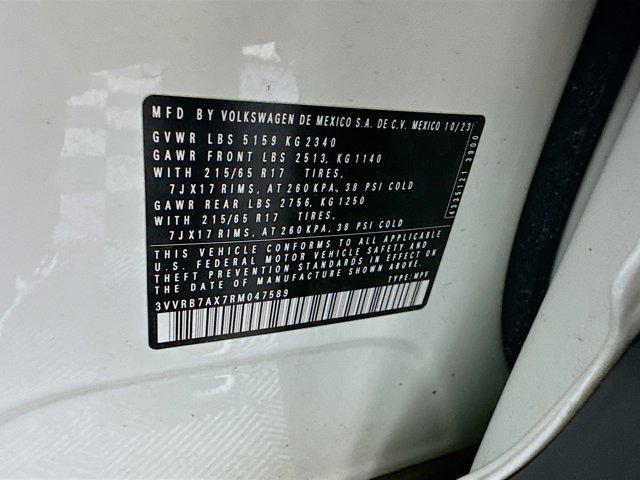 MFD BY VOLKSWAGEN DE MEXICO S.A. DE C.V. MEXICO 10/23
GVWR LBS 5159 KG 2340
GAWR FRONT LBS 2513, KG 1140
WITH 215/65 R17 TIRES,
7JX17 RIMS, AT 260 KPA, 38 PSI COLD
GAWR REAR LBS 2756, KG 1250
WITH 215/65 R17 TIRES,
7JX17 RIMS, AT 260 KPA, 38 PSI COLD
THIS VEHICLE CONFORMS TO ALL APPLICABLE
U.S. FEDERAL MOTOR VEHICLE SAFETY AND
THEFT PREVENTION STANDARDS IN EFFECT ON
THE DATE OF MANUFACTURE SHOWN ABOVE.
3VVRB7AX7RM047589 TYPE: MPV
4335121 3900